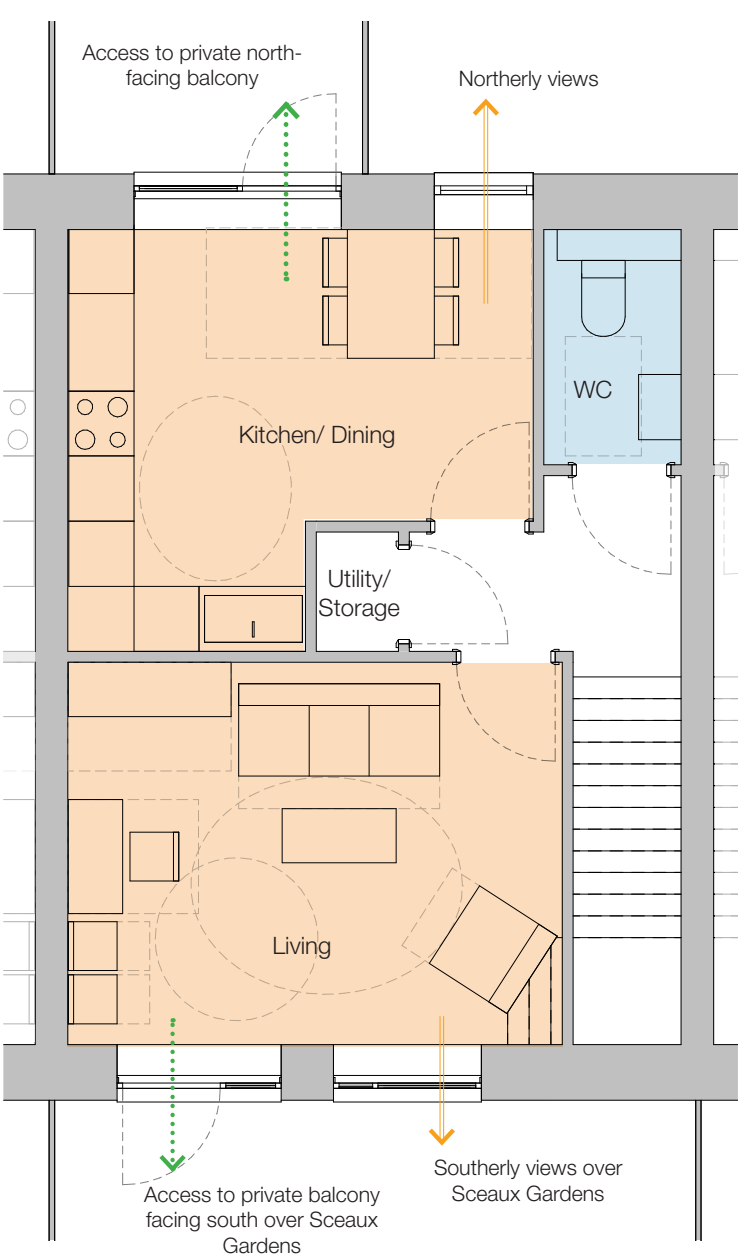 Access to private north-
facing balcony
Northerly views
WC
Kitchen/ Dining
Utility/
Storage
Living
Southerly views over
Sceaux Gardens
Access to private balcony
facing south over Sceaux
Gardens